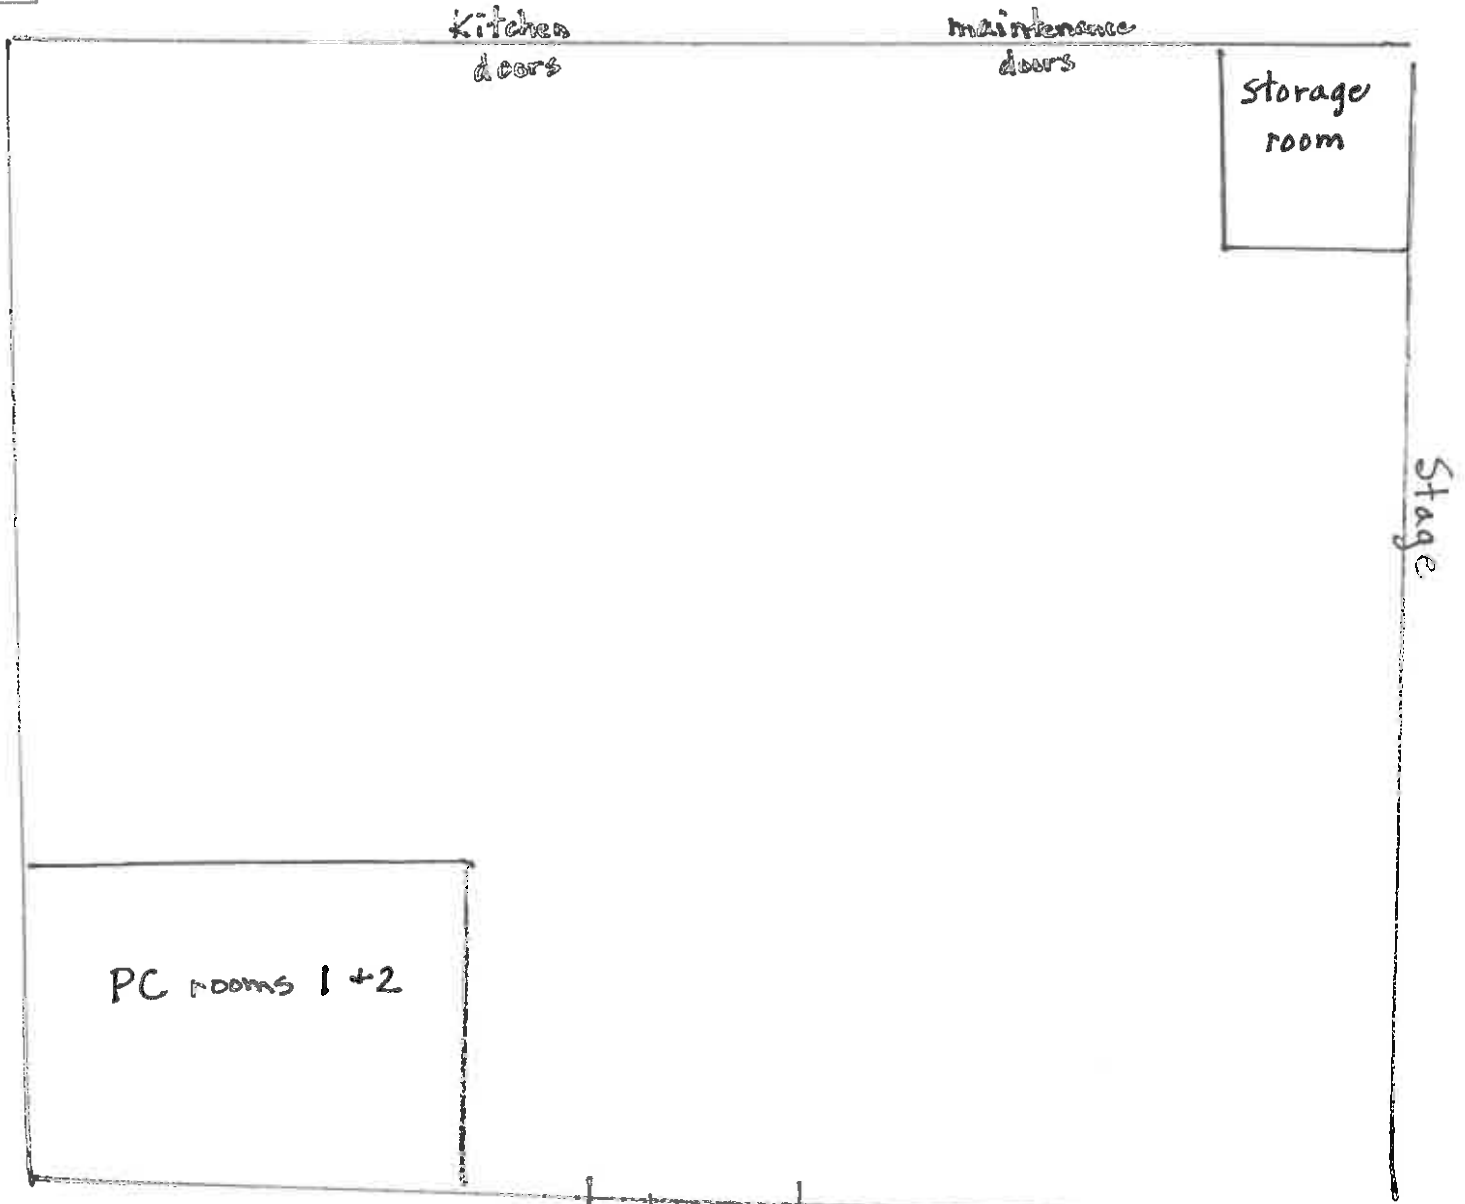 Kitchen
doors
maintenance
doors
Storage
room
Stage
PC rooms 1 +2